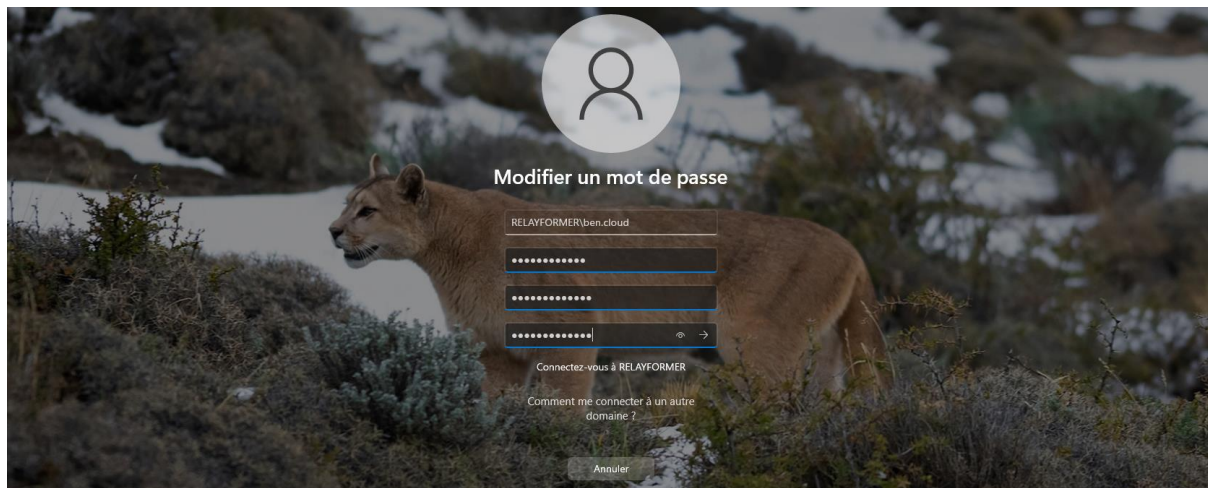 Modifier un mot de passe
RELAYFORMER\ben.cloud
••••••••••••
•••••••••••••
•••••••••••••
Connectez-vous à RELAYFORMER
Comment me connecter à un autre
domaine ?
Annuler